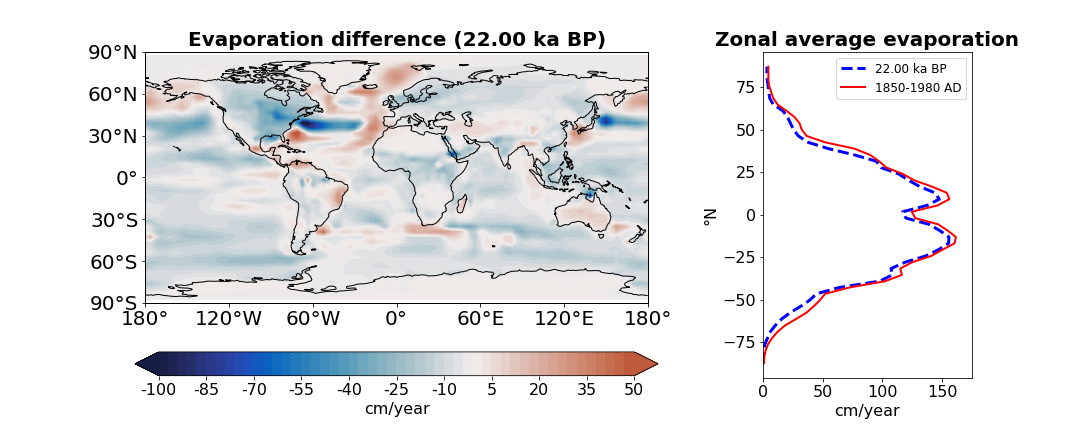 Evaporation difference (22.00 ka BP)
90°N
60°N
30°N
0°
30°S
60°S
90°S
180° 120°W 60°W 0° 60°E 120°E 180°
-100 -85 -70 -55 -40 -25 -10 5 20 35 50
cm/year
Zonal average evaporation
22.00 ka BP
1850-1980 AD
75
50
25
0
−25
−50
−75
°N
0 50 100 150
cm/year